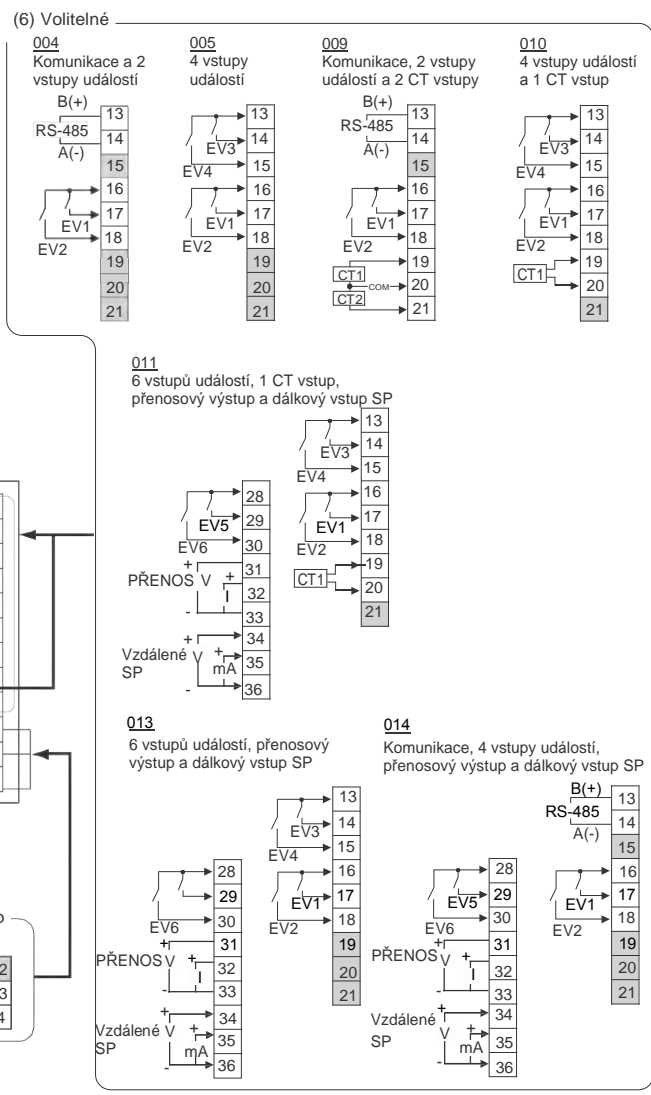 (6) Volitelné
004
Komunikace a 2
vstupy událostí
B(+)
RS-485
A(-)
13
14
15
16
17
18
19
20
21
EV1
EV2
005
4 vstupy
událostí
13
14
15
16
17
18
19
20
21
EV3
EV4
EV1
EV2
009
Komunikace, 2 vstupy
událostí a 2 CT vstupy
B(+)
RS-485
A(-)
13
14
15
16
17
18
19
20
21
EV1
EV2
CT1
COM
CT2
010
4 vstupy událostí
a 1 CT vstup
13
14
15
16
17
18
19
20
21
EV3
EV4
EV1
EV2
CT1
011
6 vstupů událostí, 1 CT vstup,
přenosový výstup a dálkový vstup SP
13
14
15
16
17
18
19
20
21
EV3
EV4
EV1
EV2
CT1
28
29
30
31
32
33
34
35
36
EV5
EV6
+
PŘENOS V +
I
-
+
Vzdálené V +
SP mA
-
013
6 vstupů událostí, přenosový
výstup a dálkový vstup SP
13
14
15
16
17
18
19
20
21
EV3
EV4
EV1
EV2
28
29
30
31
32
33
34
35
36
EV6
+
PŘENOS V +
I
-
+
Vzdálené V +
SP mA
-
014
Komunikace, 4 vstupy událostí,
přenosový výstup a dálkový vstup SP
B(+)
RS-485
A(-)
13
14
15
16
17
18
19
20
21
EV1
EV2
28
29
30
31
32
33
34
35
36
EV5
EV6
+
PŘENOS V +
I
-
+
Vzdálené V +
SP mA
-
2
3
4